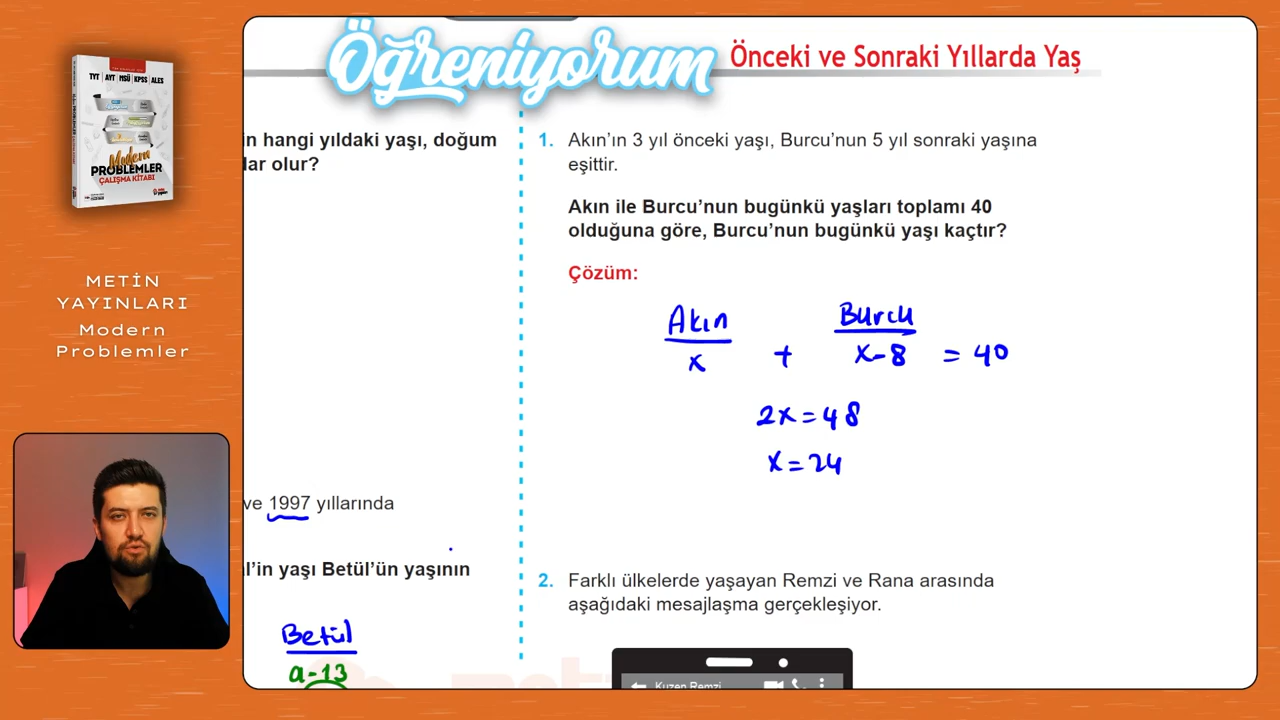 TYT AYT MSÜ KPSS ALES
Modern
PROBLEMLER
ÇALIŞMA KİTABI
METİN
YAYINLARI
Modern
Problemler
Öğreniyorum
Önceki ve Sonraki Yıllarda Yaş
in hangi yıldaki yaşı, doğum
lar olur?
ve 1997 yıllarında
l'in yaşı Betül'ün yaşının
Betül
a-13
1. Akın'ın 3 yıl önceki yaşı, Burcu'nun 5 yıl sonraki yaşına
eşittir.
Akın ile Burcu'nun bugünkü yaşları toplamı 40
olduğuna göre, Burcu'nun bugünkü yaşı kaçtır?
Çözüm:
Akın Burcu
x + x-8 = 40
2x=48
x=24
2. Farklı ülkelerde yaşayan Remzi ve Rana arasında
aşağıdaki mesajlaşma gerçekleşiyor.
Kuzen Remzi